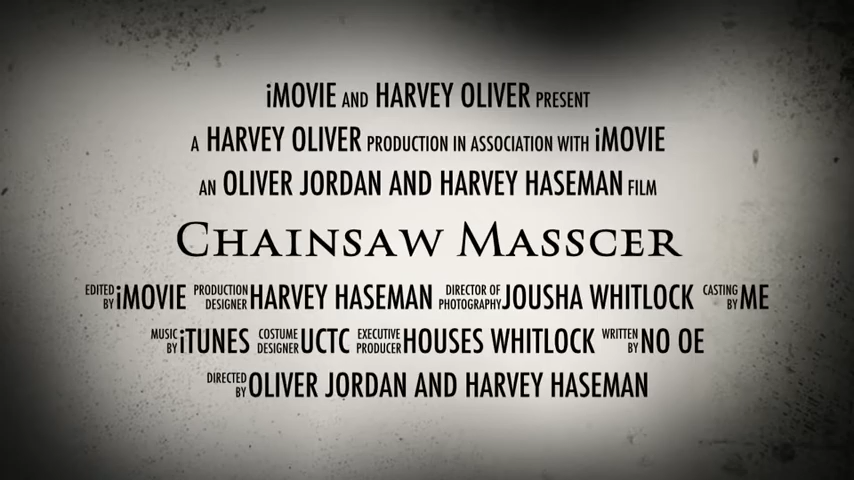 iMOVIE AND HARVEY OLIVER PRESENT
A HARVEY OLIVER PRODUCTION IN ASSOCIATION WITH iMOVIE
AN OLIVER JORDAN AND HARVEY HASEMAN FILM
CHAINSAW MASSCER
EDITED BY iMOVIE PRODUCTION DESIGNER HARVEY HASEMAN DIRECTOR OF PHOTOGRAPHY JOUSHA WHITLOCK CASTING BY ME
MUSIC BY iTUNES COSTUME DESIGNER UCTC EXECUTIVE PRODUCER HOUSES WHITLOCK WRITTEN BY NO OE
DIRECTED BY OLIVER JORDAN AND HARVEY HASEMAN